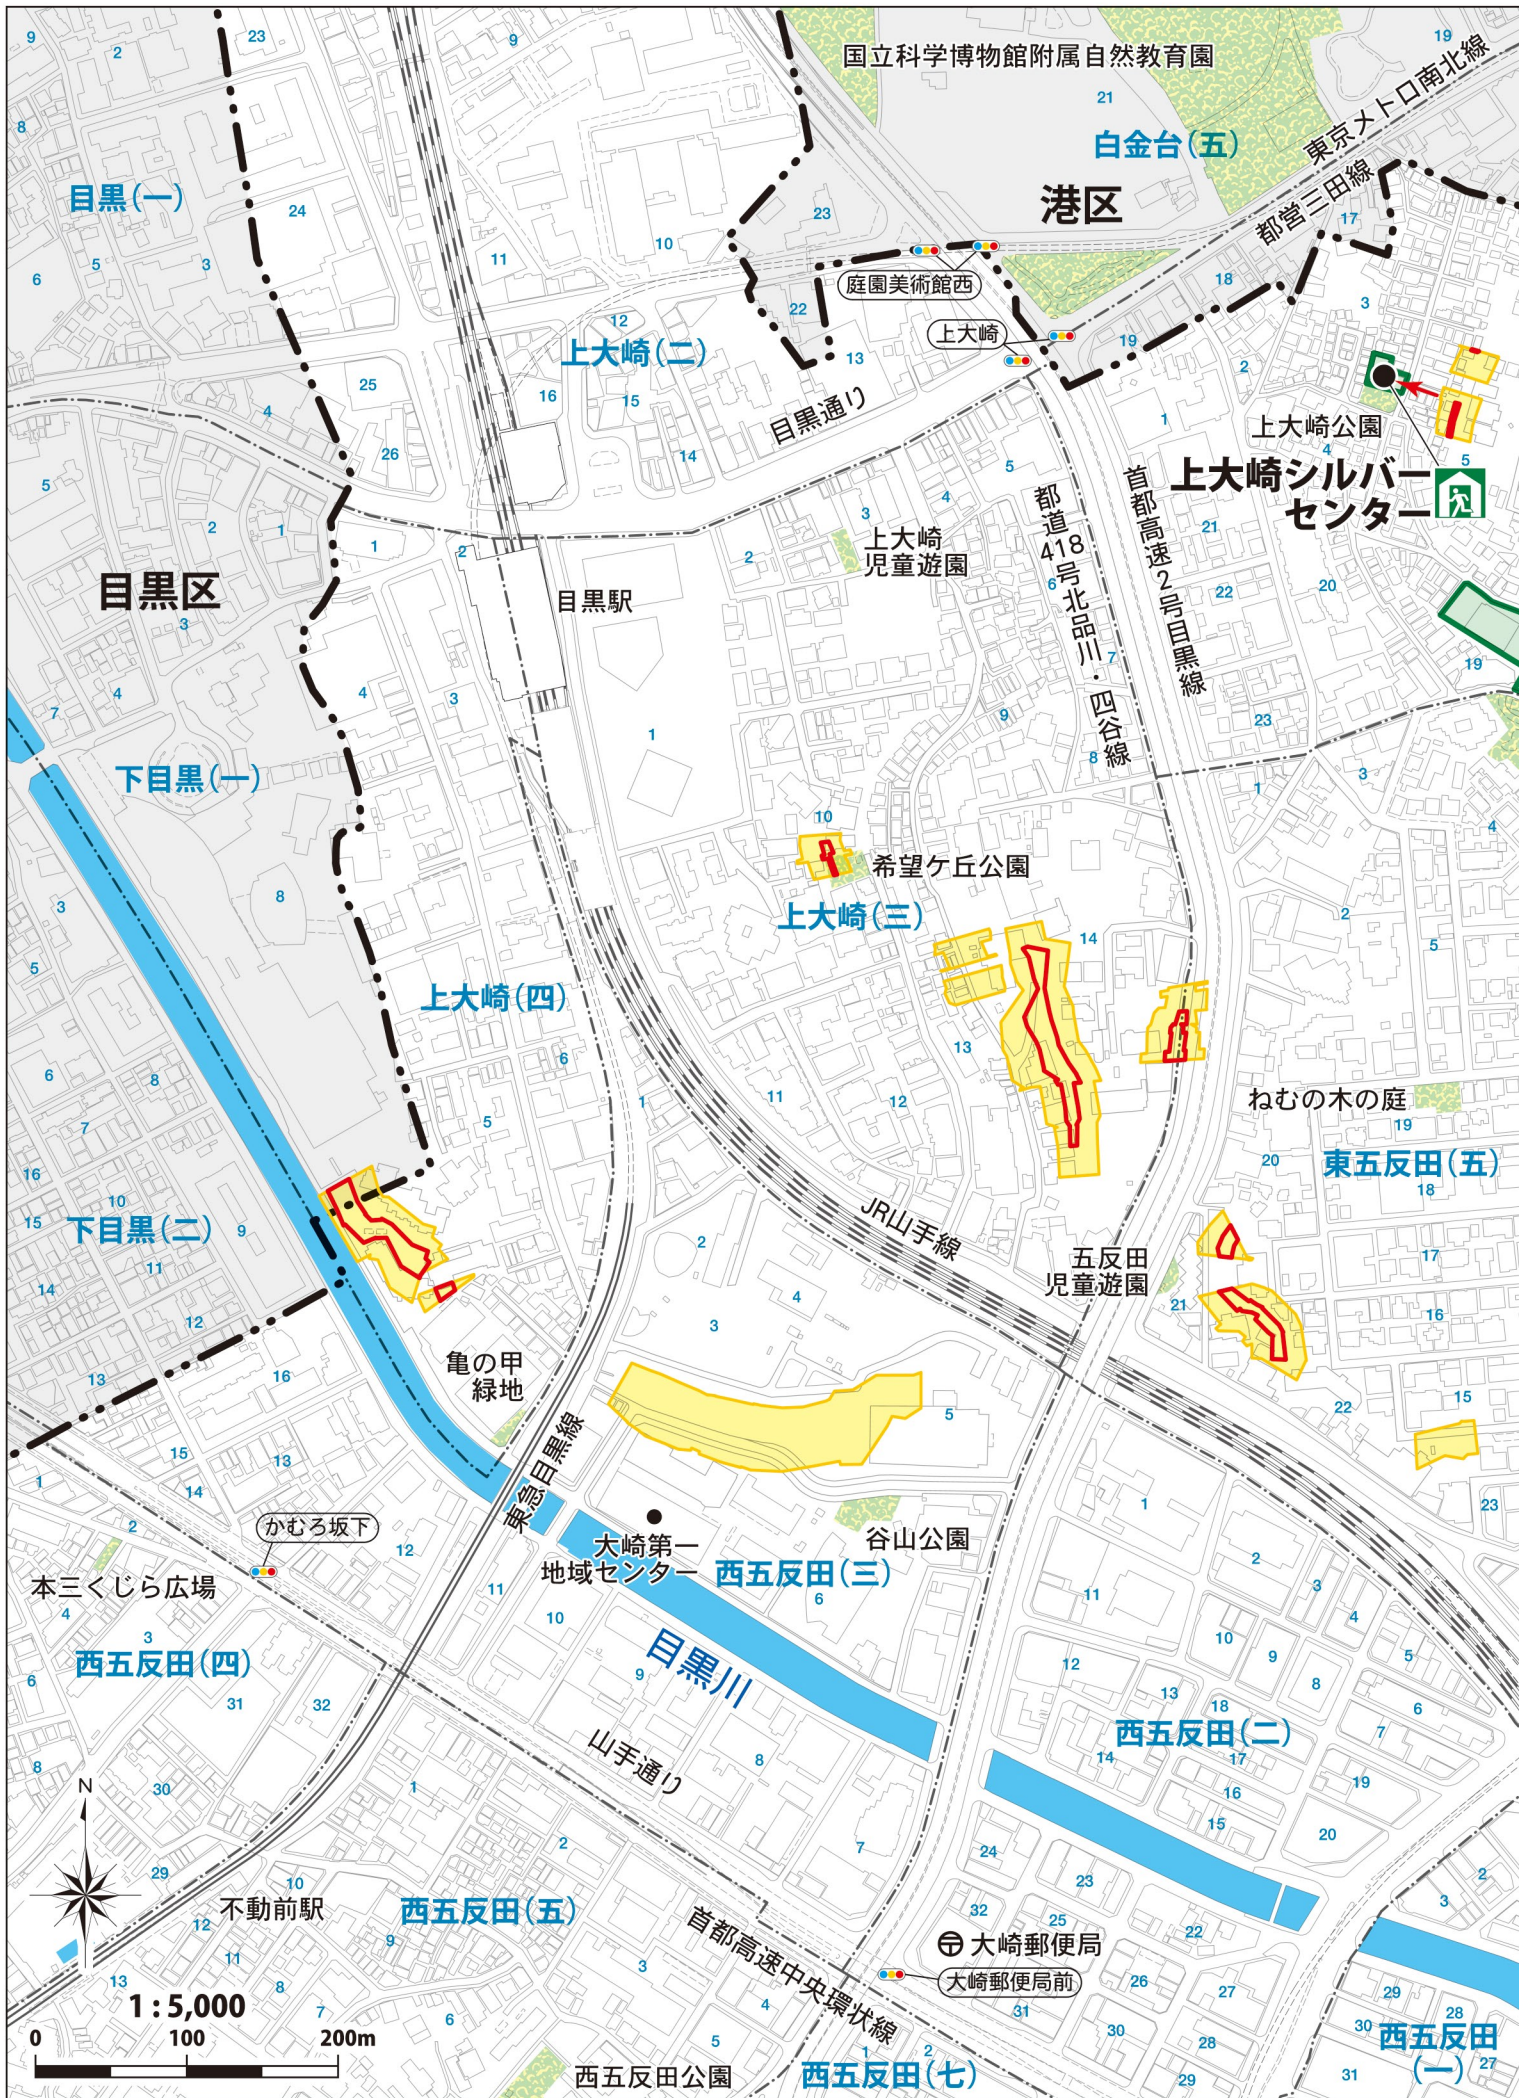 国立科学博物館附属自然教育園
白金台(五)
東京メトロ南北線
都営三田線
港区
目黒(一)
庭園美術館西
上大崎
上大崎(二)
目黒通り
上大崎公園
上大崎シルバー
センター
都道418号北品川・四谷線
首都高速2号目黒線
上大崎
児童遊園
目黒区
目黒駅
下目黒(一)
希望ケ丘公園
上大崎(三)
上大崎(四)
ねむの木の庭
東五反田(五)
下目黒(二)
JR山手線
五反田
児童遊園
亀の甲
緑地
東急目黒線
かむろ坂下
大崎第一
地域センター
谷山公園
西五反田(三)
本三くじら広場
西五反田(四)
目黒川
山手通り
西五反田(二)
N
不動前駅
西五反田(五)
首都高速中央環状線
大崎郵便局
大崎郵便局前
1:5,000
0 100 200m
西五反田公園
西五反田(七)
西五反田
(一)